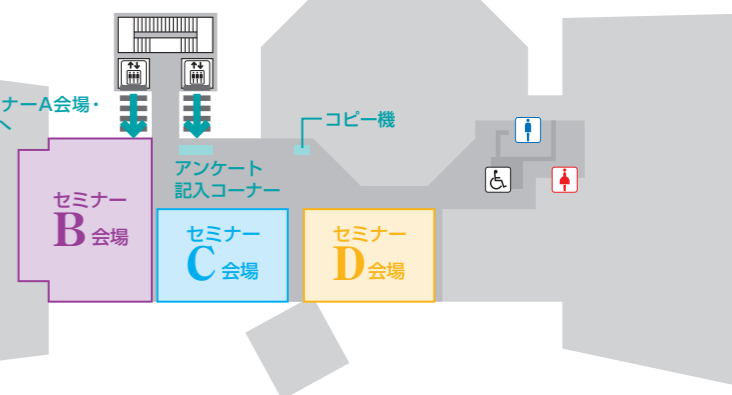 ナーA会場・
へ
コピー機
アンケート
記入コーナー
セミナー
B会場
セミナー
C会場
セミナー
D会場